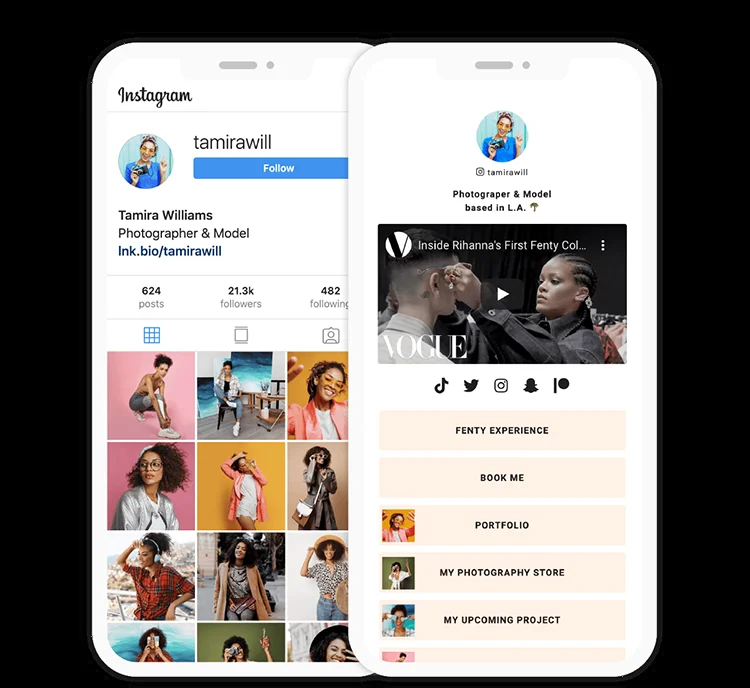 Instagram
tamirawill
Follow
Tamira Williams
Photographer & Model
lnk.bio/tamirawill
624
21.3k
482
posts
followers
following
tamirawill
Photograper & Model
based in L.A. 🌴
Inside Rihanna's First Fenty Col...
VOGUE
FENTY EXPERIENCE
BOOK ME
PORTFOLIO
MY PHOTOGRAPHY STORE
MY UPCOMING PROJECT